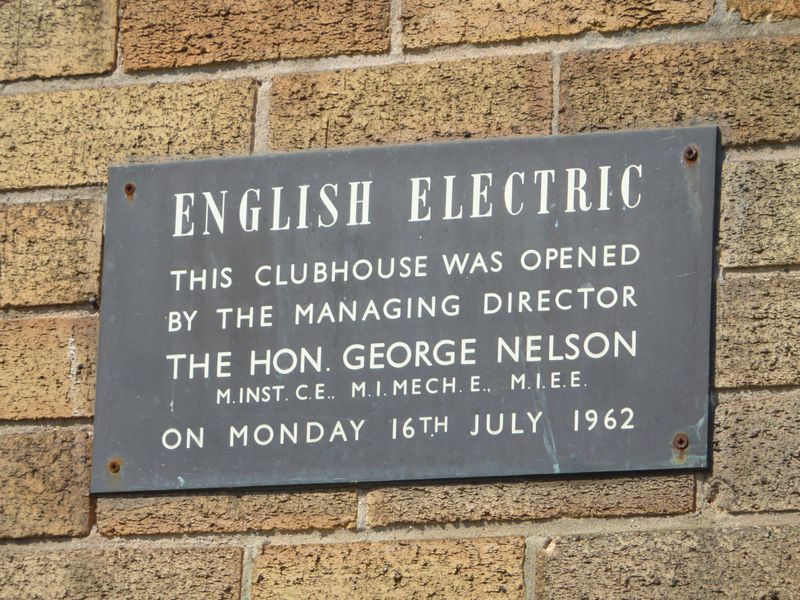 ENGLISH ELECTRIC
THIS CLUBHOUSE WAS OPENED
BY THE MANAGING DIRECTOR
THE HON. GEORGE NELSON
M.INST. C.E., M.I.MECH.E., M.I.E.E.
ON MONDAY 16TH JULY 1962